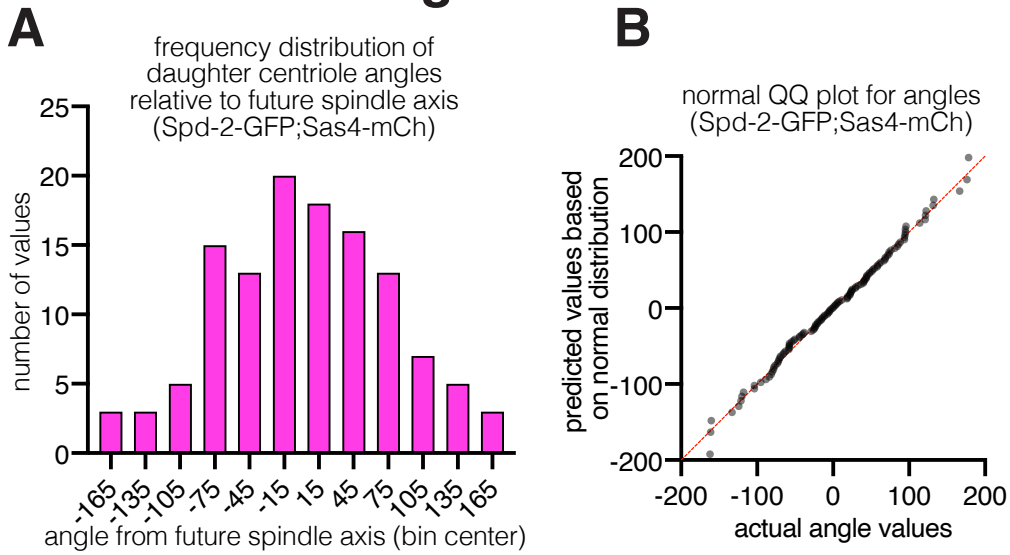 A
frequency distribution of
daughter centriole angles
relative to future spindle axis
(Spd-2-GFP;Sas4-mCh)
number of values
25
20
15
10
5
0
-165 -135 -105 -75 -45 -15 15 45 75 105 135 165
angle from future spindle axis (bin center)
B
normal QQ plot for angles
(Spd-2-GFP;Sas4-mCh)
predicted values based
on normal distribution
200
100
0
-100
-200
-200 -100 0 100 200
actual angle values